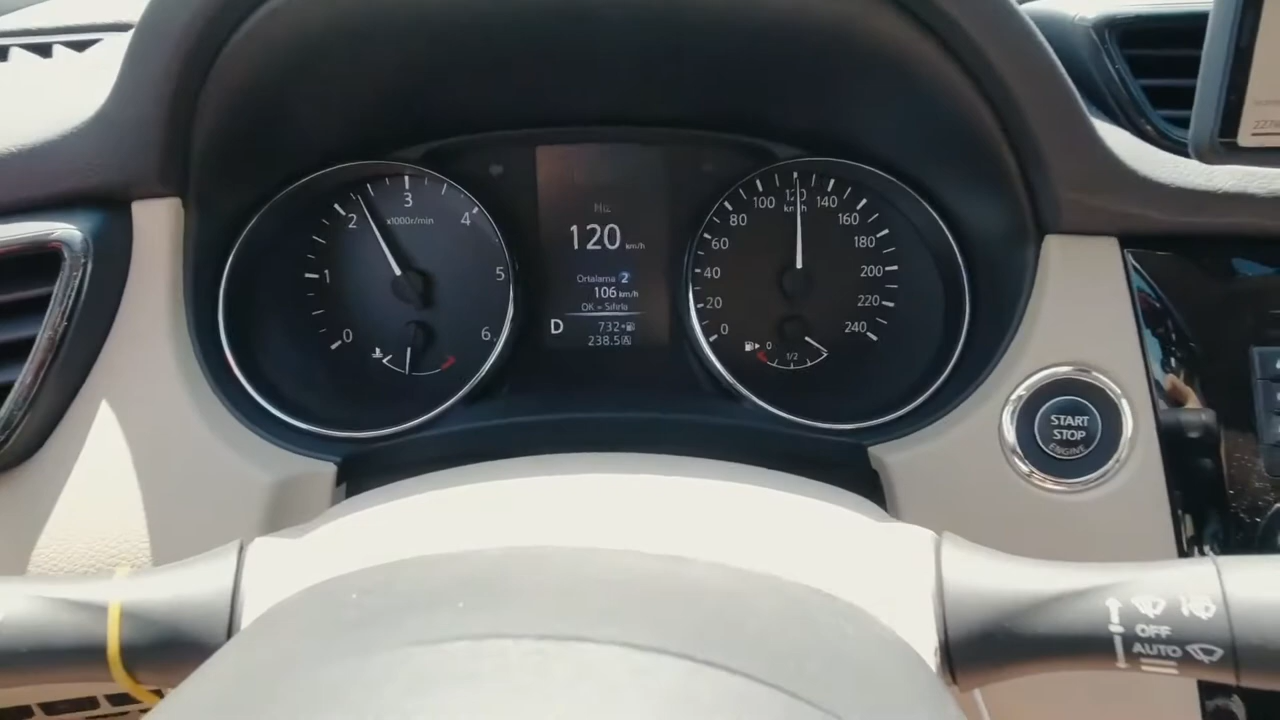 0
1
2
3
4
5
6
x1000r/min
Hız
120 km/h
Ortalama 2
106 km/h
OK = Sıfırla
D
732
238.5 A
0
20
40
60
80
100
120
km/h
140
160
180
200
220
240
0
1/2
START
STOP
ENGINE
OFF
AUTO